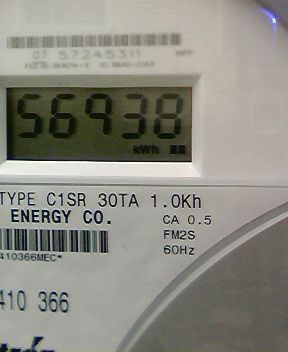 07 57245311
56938
kWh
TYPE C1SR 30TA 1.0Kh
ENERGY CO.
CA 0.5
FM2S
60Hz
410366MEC*
410 366